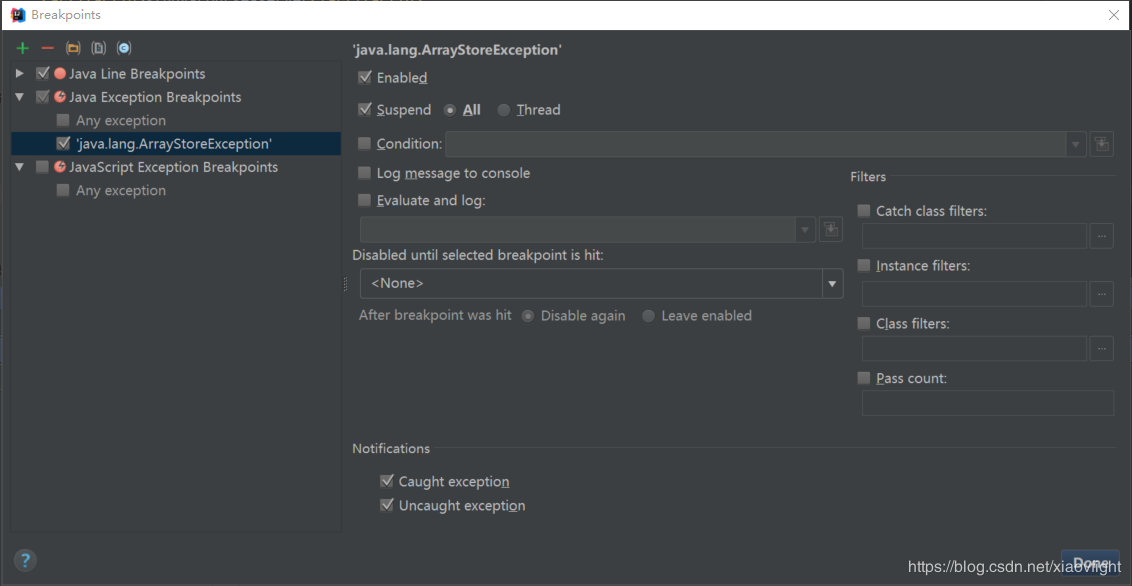 Breakpoints
Java Line Breakpoints
Java Exception Breakpoints
Any exception
'java.lang.ArrayStoreException'
JavaScript Exception Breakpoints
Any exception
'java.lang.ArrayStoreException'
Enabled
Suspend All Thread
Condition:
Log message to console
Evaluate and log:
Disabled until selected breakpoint is hit:
<None>
After breakpoint was hit Disable again Leave enabled
Filters
Catch class filters:
Instance filters:
Class filters:
Pass count:
Notifications
Caught exception
Uncaught exception
Done
https://blog.csdn.net/xiaovlight